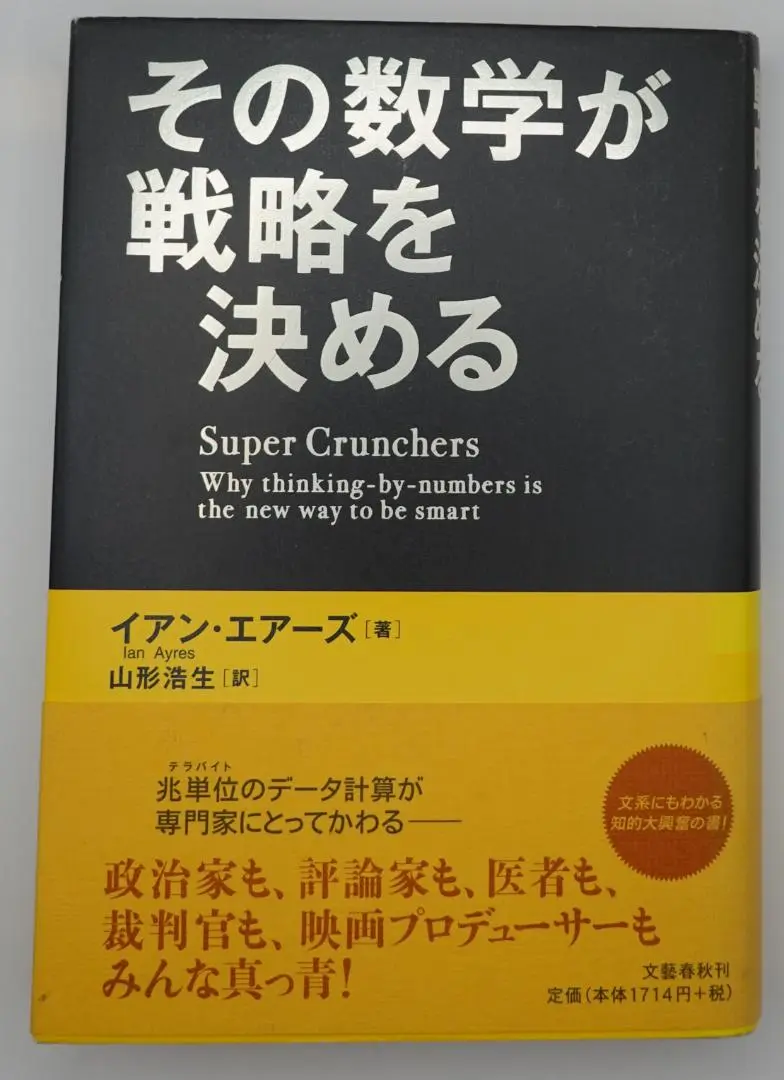 その数学が
戦略を
決める
Super Crunchers
Why thinking-by-numbers is
the new way to be smart
イアン・エアーズ［著］
Ian Ayres
山形浩生［訳］
テラバイト
兆単位のデータ計算が
専門家にとってかわる――
文系にもわかる
知的大興奮の書！
政治家も、評論家も、医者も、
裁判官も、映画プロデューサーも
みんな真っ青！
文藝春秋刊
定価（本体1714円＋税）